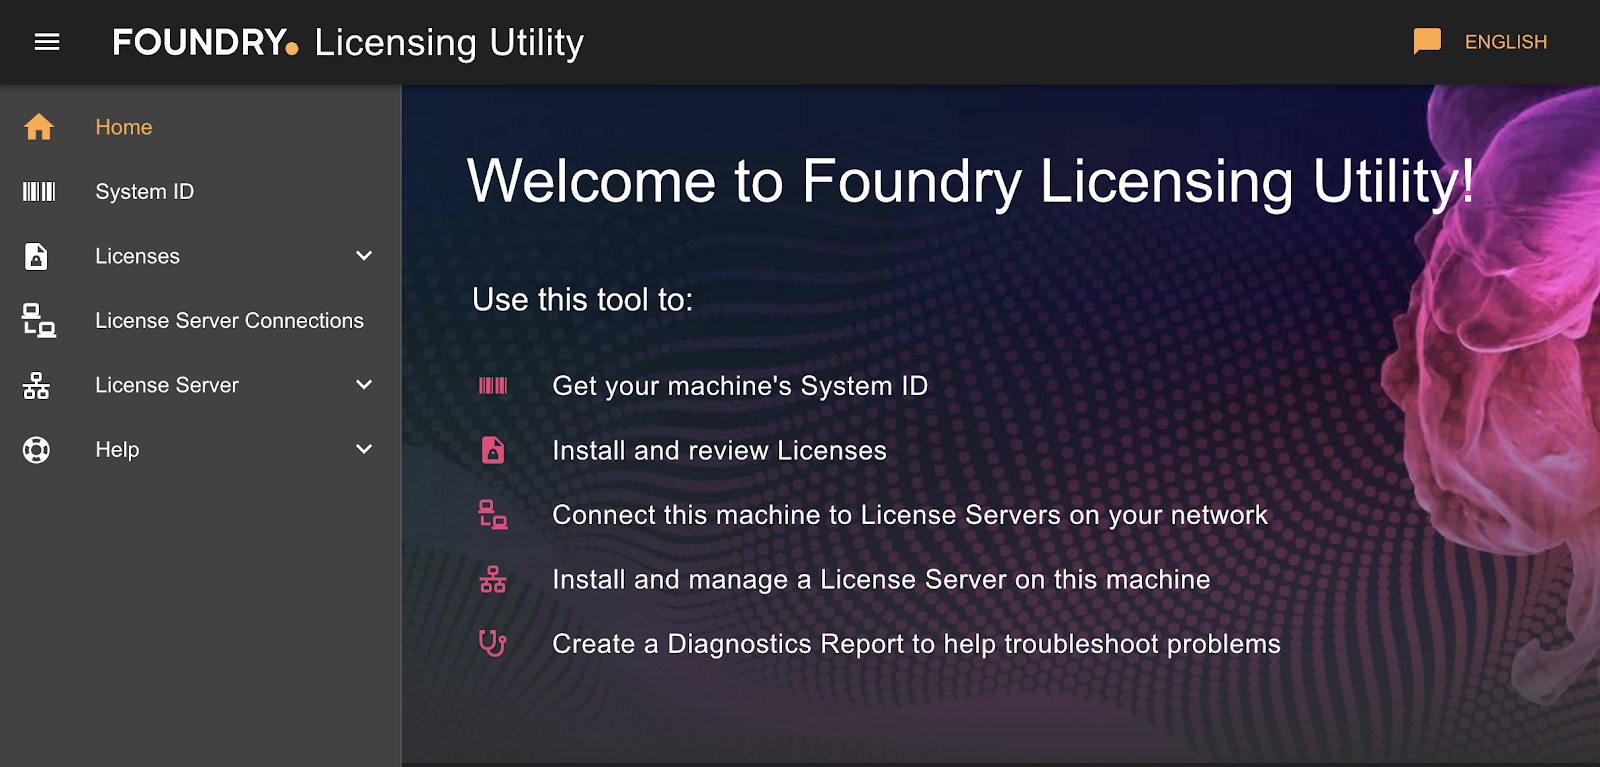 FOUNDRY. Licensing Utility
ENGLISH
Home
System ID
Licenses
License Server Connections
License Server
Help
Welcome to Foundry Licensing Utility!
Use this tool to:
Get your machine's System ID
Install and review Licenses
Connect this machine to License Servers on your network
Install and manage a License Server on this machine
Create a Diagnostics Report to help troubleshoot problems